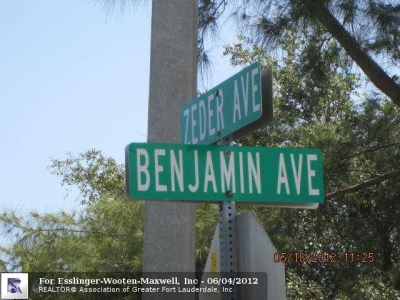 ZEDER AVE
BENJAMIN AVE
05/18/2012 11:25
For Esslinger-Wooten-Maxwell, Inc - 06/04/2012
REALTOR® Association of Greater Fort Lauderdale, Inc.